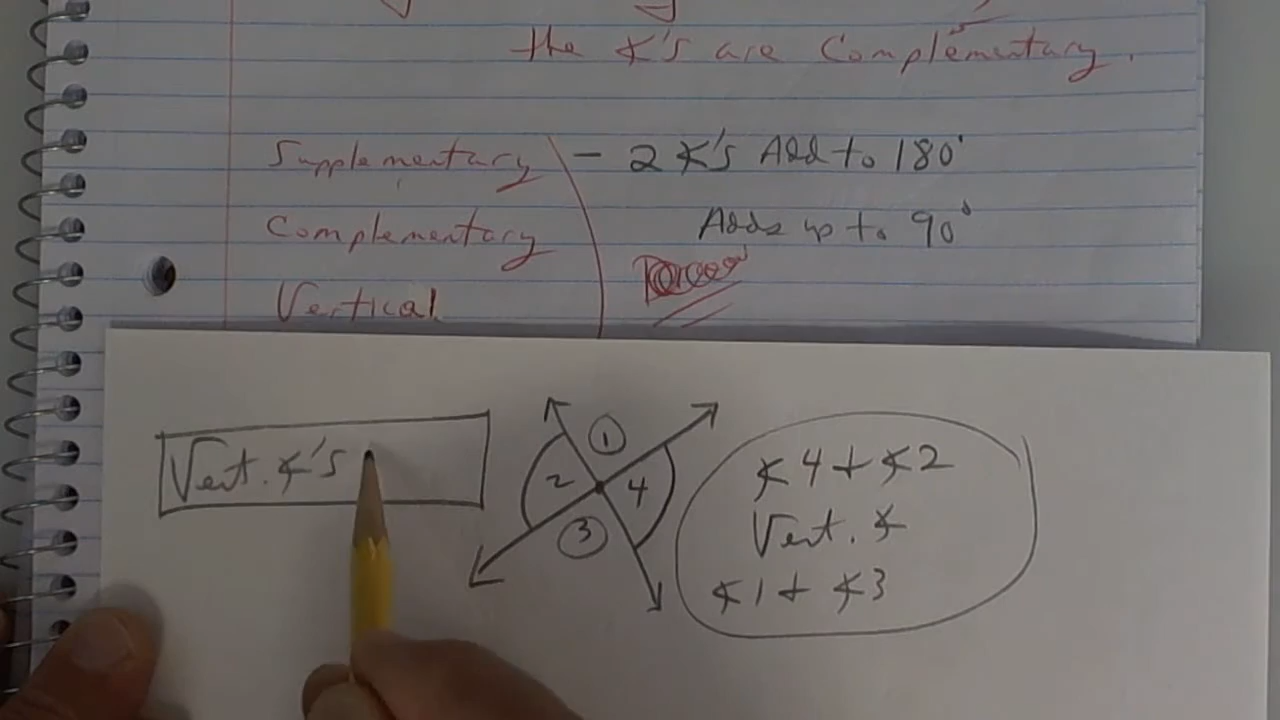 the ∡'s are Complementary.
Supplementary - 2 ∡'s Add to 180°
Complementary Adds up to 90°
Vertical
Vert. ∡'s
1
2
4
3
∡4 + ∡2
Vert. ∡
∡1 + ∡3